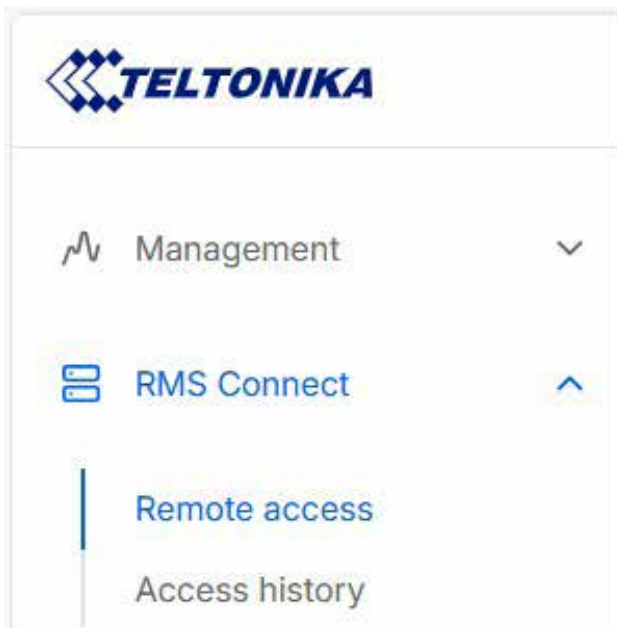 TELTONIKA
Management
RMS Connect
Remote access
Access history